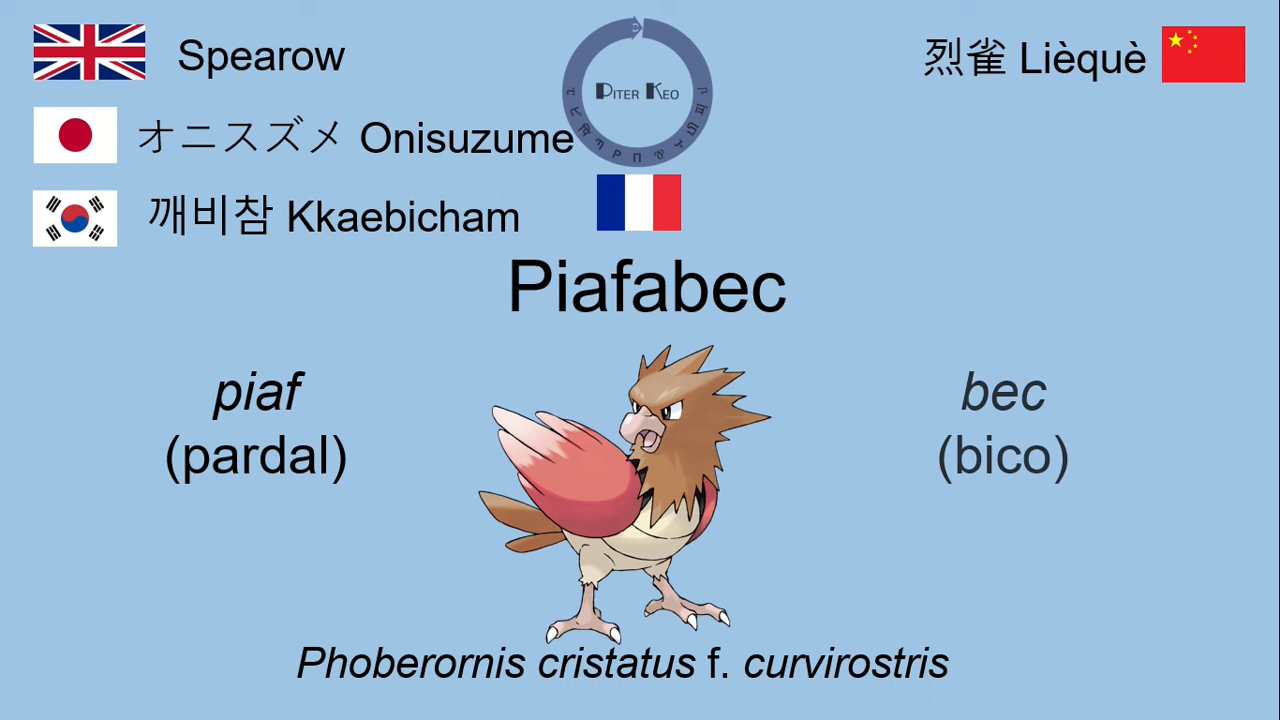 Spearow
PITER KEO
烈雀 Lièquè
オニスズメ Onisuzume
깨비참 Kkaebicham
Piafabec
piaf
(pardal)
bec
(bico)
Phoberornis cristatus f. curvirostris